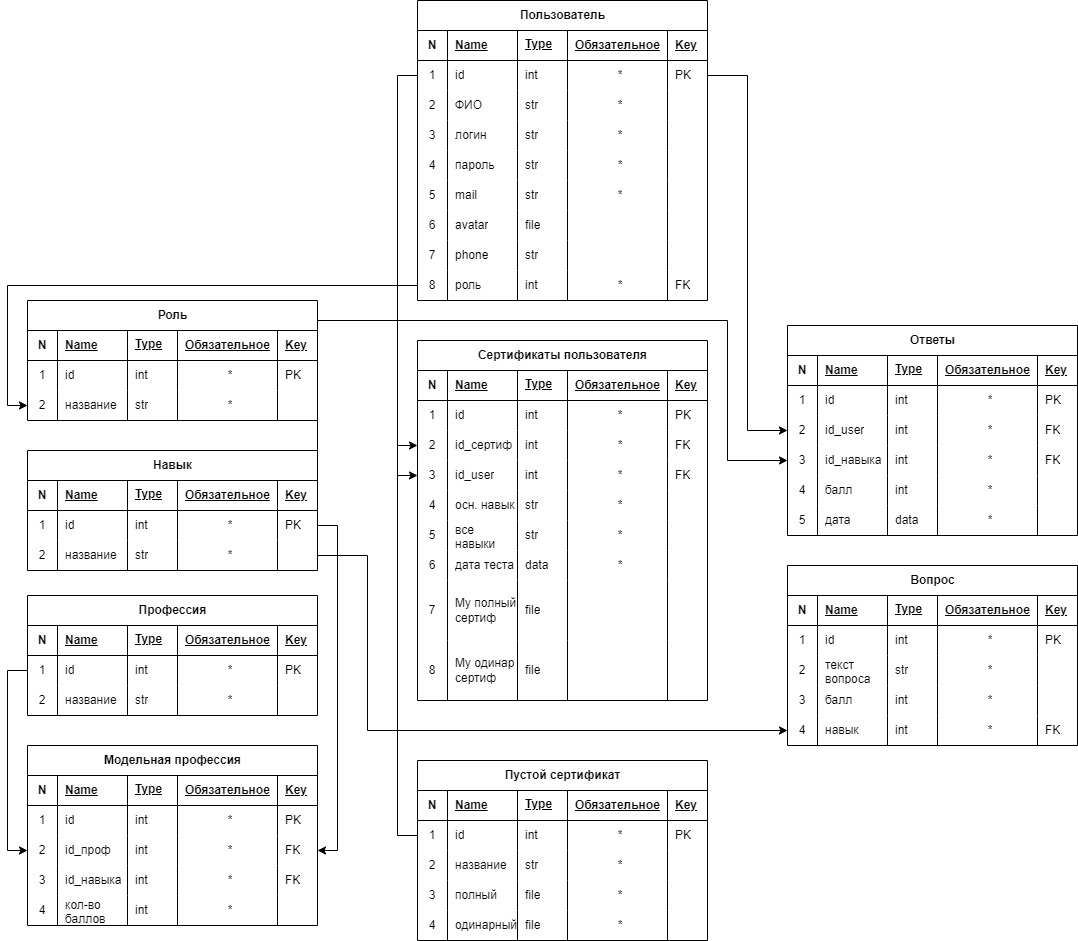 Пользователь
N Name Type Обязательное Key
1 id int * PK
2 ФИО str *
3 логин str *
4 пароль str *
5 mail str *
6 avatar file
7 phone str
8 роль int * FK
Роль
N Name Type Обязательное Key
1 id int * PK
2 название str *
Навык
N Name Type Обязательное Key
1 id int * PK
2 название str *
Профессия
N Name Type Обязательное Key
1 id int * PK
2 название str *
Модельная профессия
N Name Type Обязательное Key
1 id int * PK
2 id_проф int * FK
3 id_навыка int * FK
4 кол-во
баллов int *
Сертификаты пользователя
N Name Type Обязательное Key
1 id int * PK
2 id_сертиф int * FK
3 id_user int * FK
4 осн. навык str *
5 все
навыки str *
6 дата теста data *
7 My полный
сертиф file
8 My одинар
сертиф file
Пустой сертификат
N Name Type Обязательное Key
1 id int * PK
2 название str *
3 полный file *
4 одинарный file *
Ответы
N Name Type Обязательное Key
1 id int * PK
2 id_user int * FK
3 id_навыка int * FK
4 балл int *
5 дата data *
Вопрос
N Name Type Обязательное Key
1 id int * PK
2 текст
вопроса str *
3 балл int *
4 навык int * FK